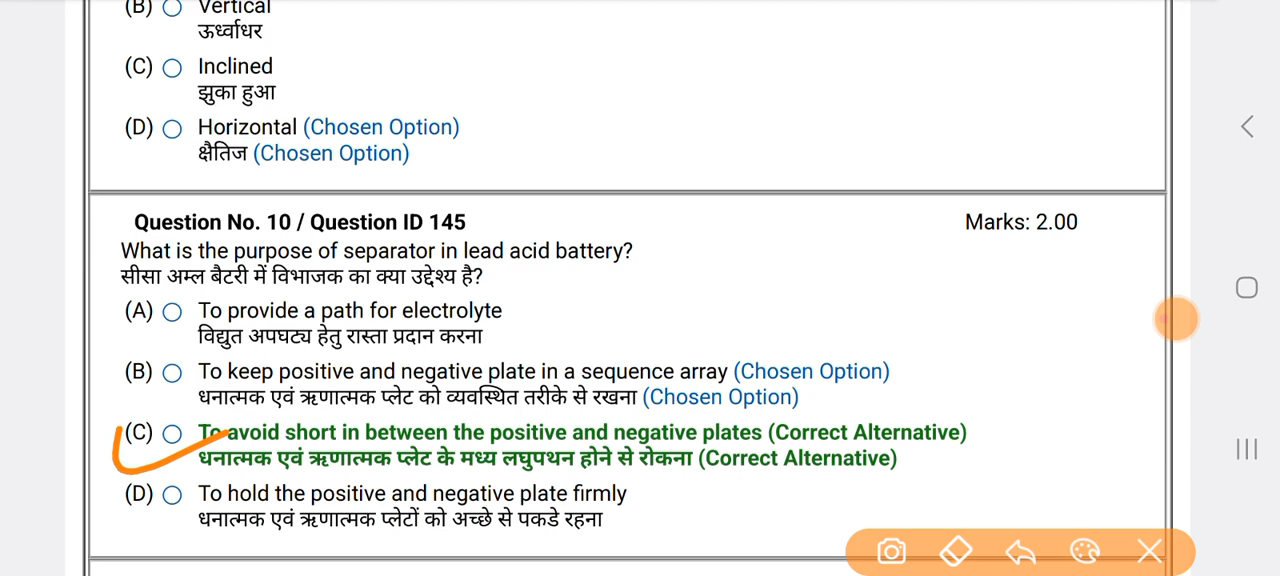 (B) Vertical
ऊर्ध्वाधर
(C) Inclined
झुका हुआ
(D) Horizontal (Chosen Option)
क्षैतिज (Chosen Option)
Question No. 10 / Question ID 145 Marks: 2.00
What is the purpose of separator in lead acid battery?
सीसा अम्ल बैटरी में विभाजक का क्या उद्देश्य है?
(A) To provide a path for electrolyte
विद्युत अपघट्य हेतु रास्ता प्रदान करना
(B) To keep positive and negative plate in a sequence array (Chosen Option)
धनात्मक एवं ऋणात्मक प्लेट को व्यवस्थित तरीके से रखना (Chosen Option)
(C) To avoid short in between the positive and negative plates (Correct Alternative)
धनात्मक एवं ऋणात्मक प्लेट के मध्य लघुपथन होने से रोकना (Correct Alternative)
(D) To hold the positive and negative plate firmly
धनात्मक एवं ऋणात्मक प्लेटों को अच्छे से पकडे रहना